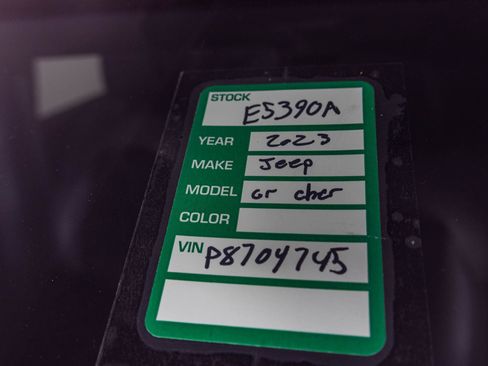 STOCK E5390A
YEAR 2023
MAKE Jeep
MODEL Gr cher
COLOR
VIN P8704745